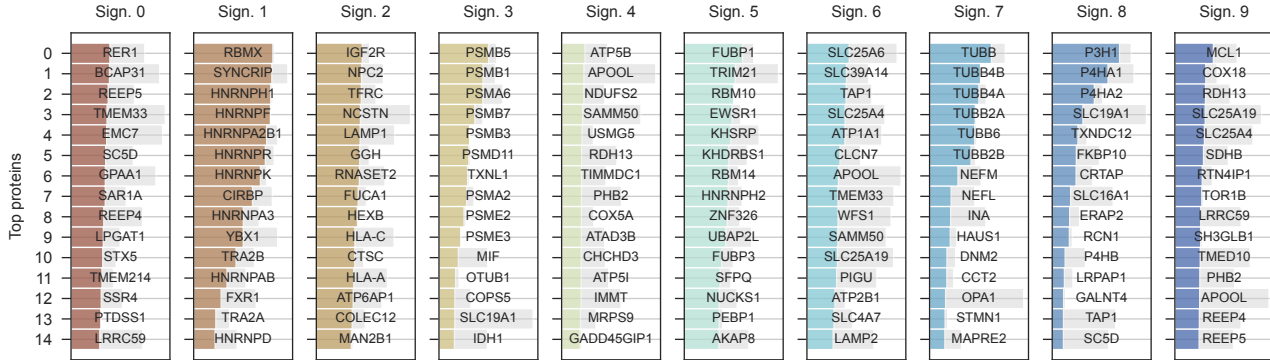 Sign. 0 Sign. 1 Sign. 2 Sign. 3 Sign. 4 Sign. 5 Sign. 6 Sign. 7 Sign. 8 Sign. 9
Top proteins
0 RER1 RBMX IGF2R PSMB5 ATP5B FUBP1 SLC25A6 TUBB P3H1 MCL1
1 BCAP31 SYNCRIP NPC2 PSMB1 APOOL TRIM21 SLC39A14 TUBB4B P4HA1 COX18
2 REEP5 HNRNPH1 TFRC PSMA6 NDUFS2 RBM10 TAP1 TUBB4A P4HA2 RDH13
3 TMEM33 HNRNPF NCSTN PSMB7 SAMM50 EWSR1 SLC25A4 TUBB2A SLC19A1 SLC25A19
4 EMC7 HNRNPA2B1 LAMP1 PSMB3 USMG5 KHSRP ATP1A1 TUBB6 TXNDC12 SLC25A4
5 SC5D HNRNPR GGH PSMD11 RDH13 KHDRBS1 CLCN7 TUBB2B FKBP10 SDHB
6 GPAA1 HNRNPK RNASET2 TXNL1 TIMMDC1 RBM14 APOOL NEFM CRTAP RTN4IP1
7 SAR1A CIRBP FUCA1 PSMA2 PHB2 HNRNPH2 TMEM33 NEFL SLC16A1 TOR1B
8 REEP4 HNRNPA3 HEXB PSME2 COX5A ZNF326 WFS1 INA ERAP2 LRRC59
9 LPGAT1 YBX1 HLA-C PSME3 ATAD3B UBAP2L SAMM50 HAUS1 RCN1 SH3GLB1
10 STX5 TRA2B CTSC MIF CHCHD3 FUBP3 SLC25A19 DNM2 P4HB TMED10
11 TMEM214 HNRNPAB HLA-A OTUB1 ATP5I SFPQ PIGU CCT2 LRPAP1 PHB2
12 SSR4 FXR1 ATP6AP1 COPS5 IMMT NUCKS1 ATP2B1 OPA1 GALNT4 APOOL
13 PTDSS1 TRA2A COLEC12 SLC19A1 MRPS9 PEBP1 SLC4A7 STMN1 TAP1 REEP4
14 LRRC59 HNRNPD MAN2B1 IDH1 GADD45GIP1 AKAP8 LAMP2 MAPRE2 SC5D REEP5